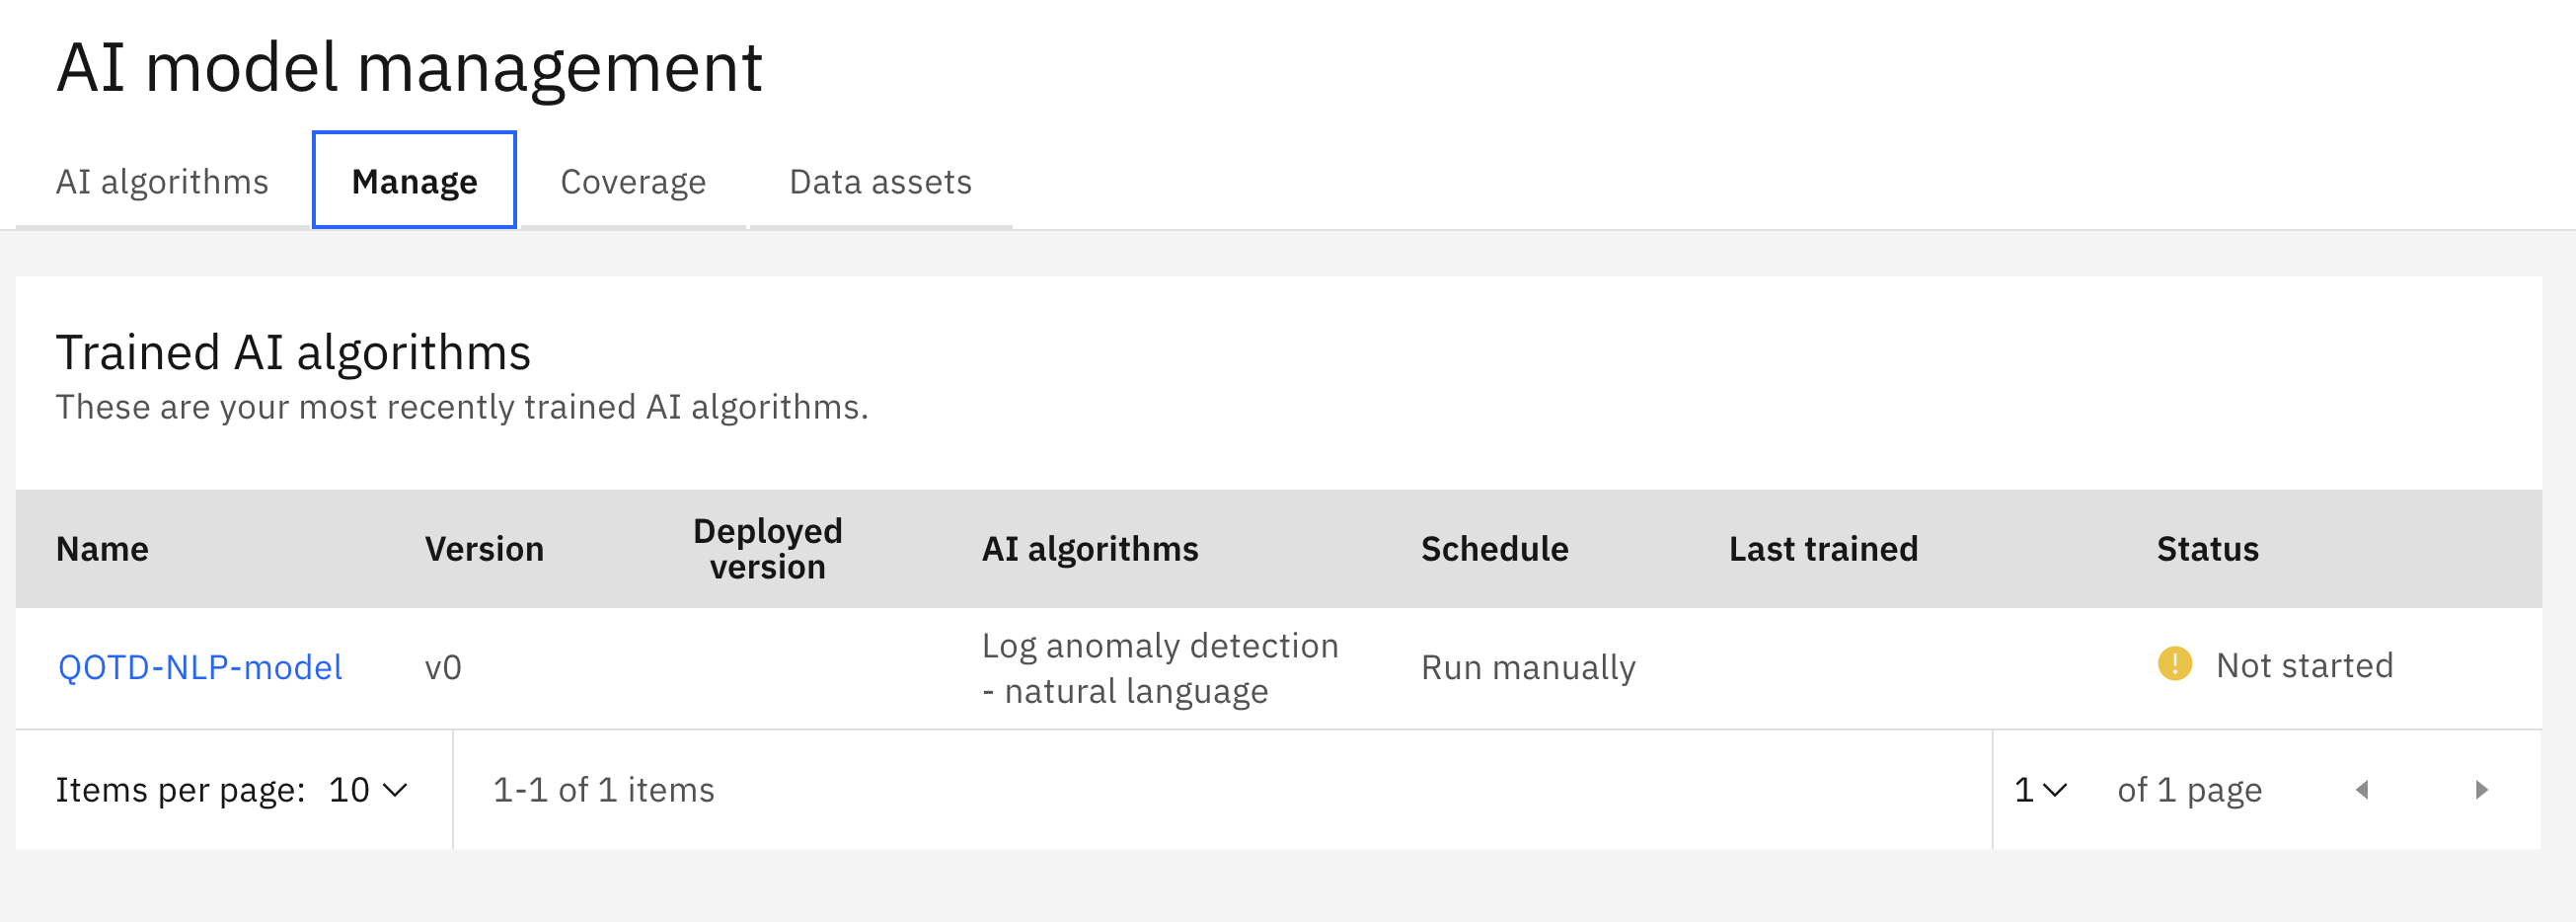 AI model management
AI algorithms Manage Coverage Data assets
Trained AI algorithms
These are your most recently trained AI algorithms.
Name Version Deployed version AI algorithms Schedule Last trained Status
QOTD-NLP-model v0 Log anomaly detection - natural language Run manually Not started
Items per page: 10 1-1 of 1 items 1 of 1 page